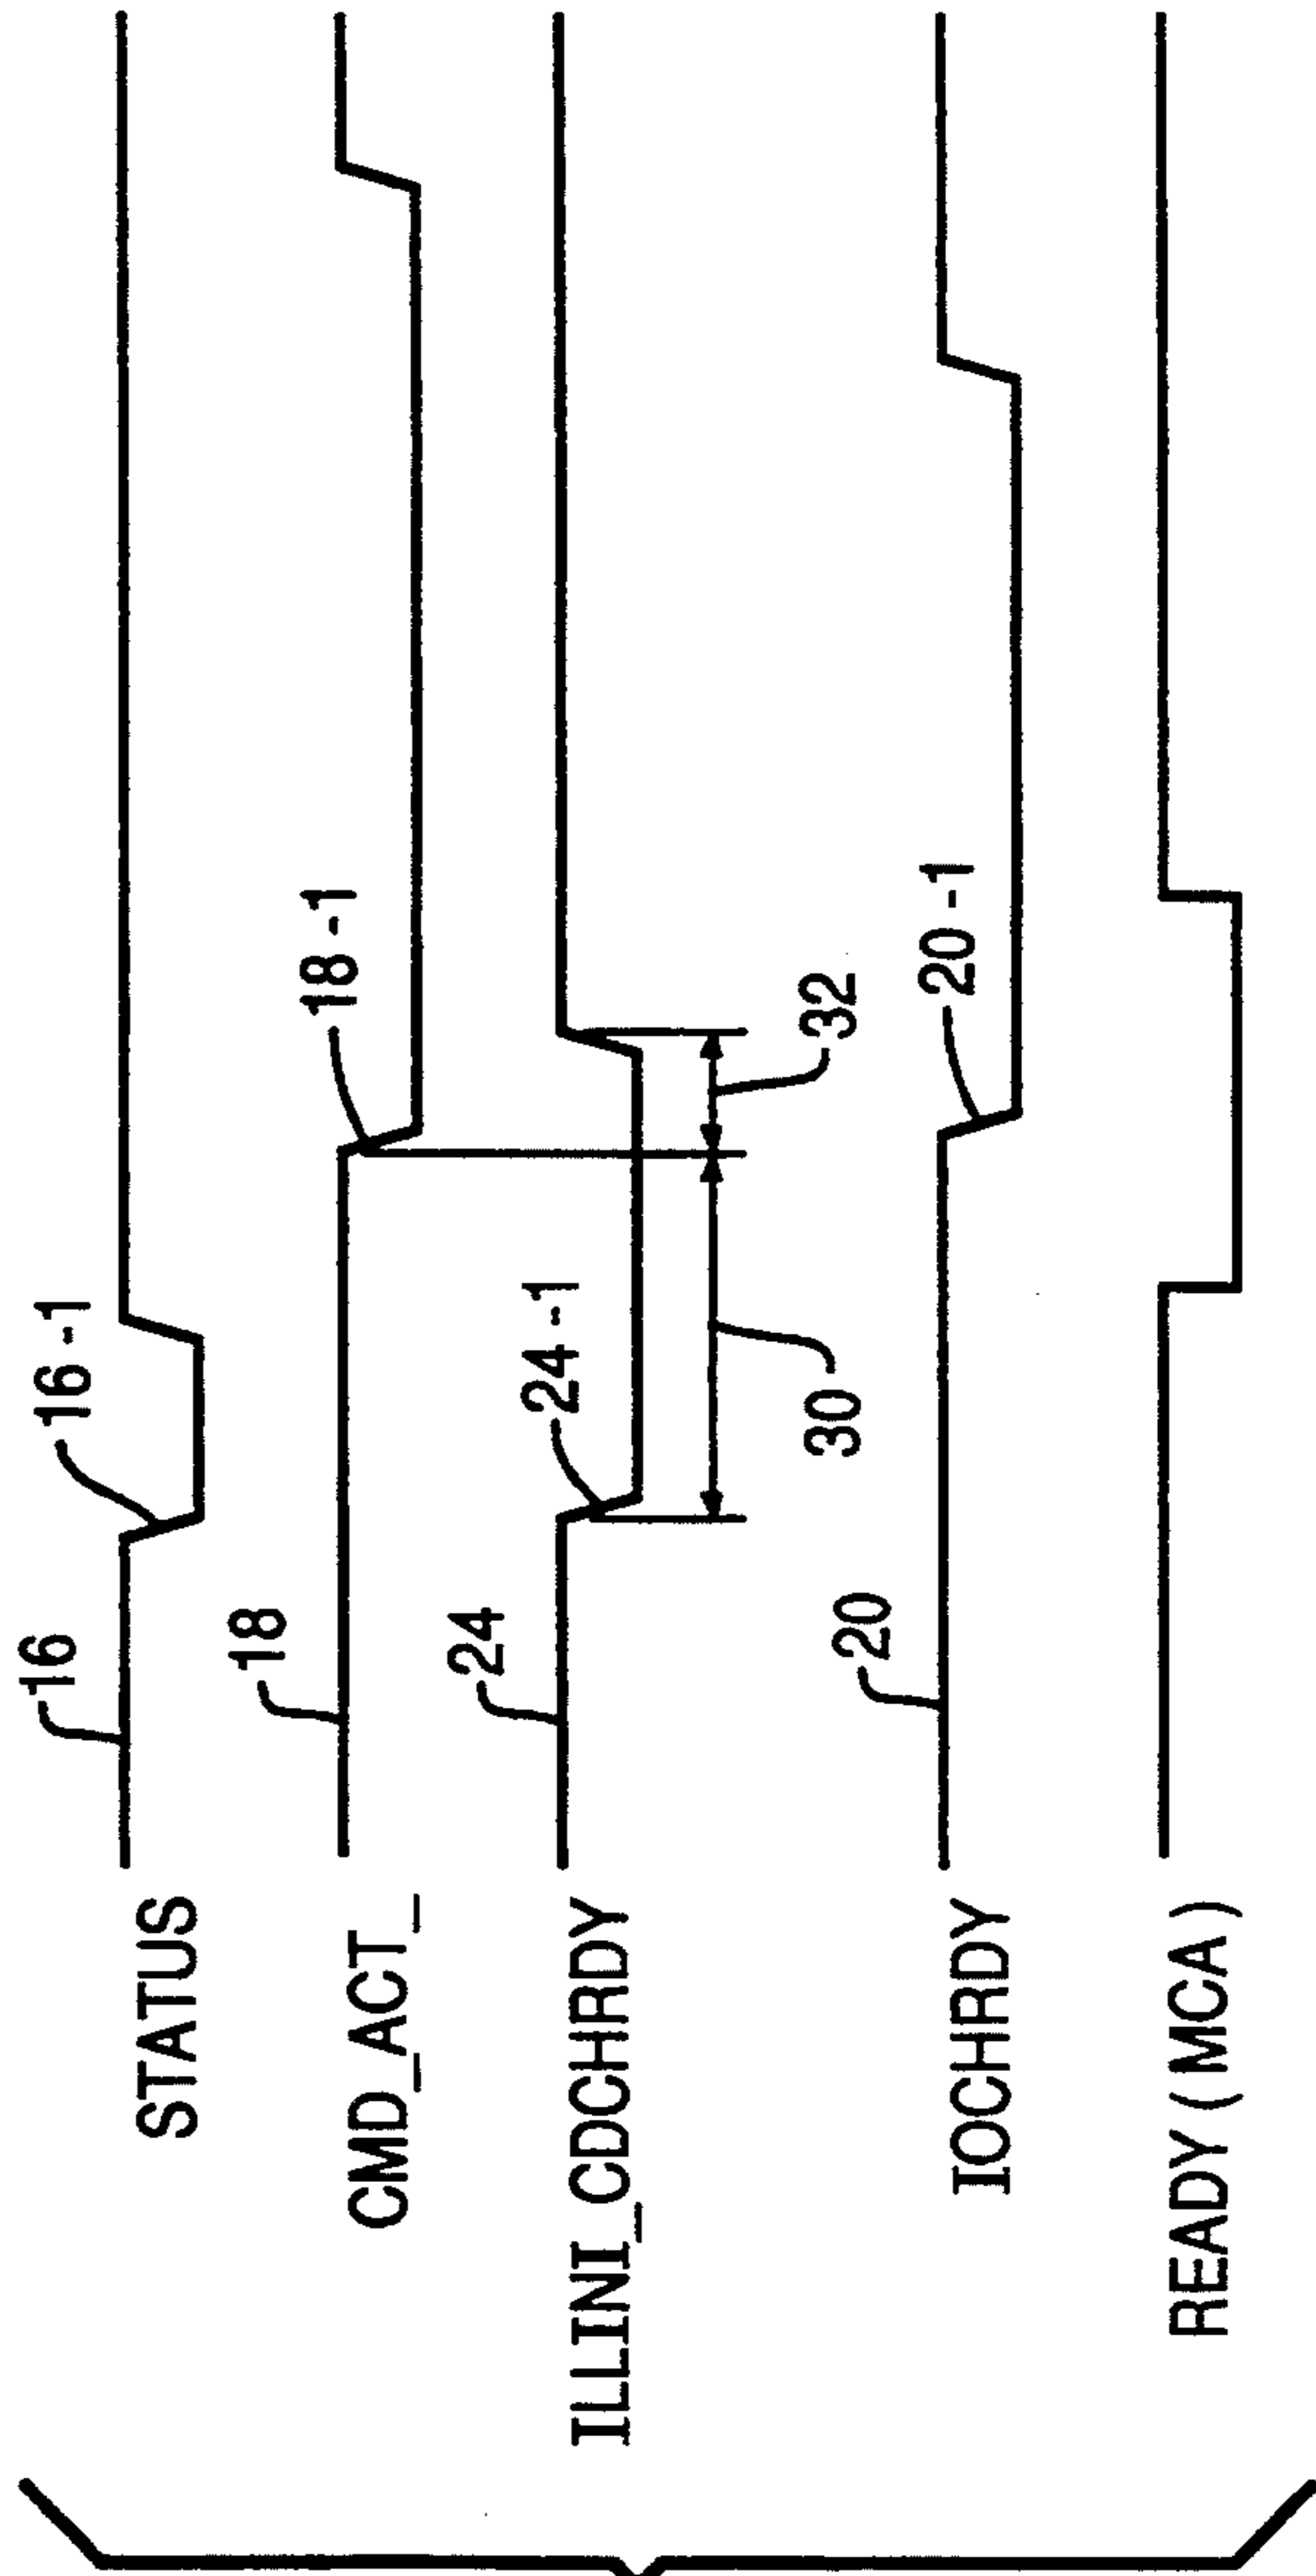 STATUS
16
16-1
CMD_ACT_
18
18-1
ILLINI_CDCHRDY
24
24-1
30
32
IOCHRDY
20
20-1
READY (MCA)